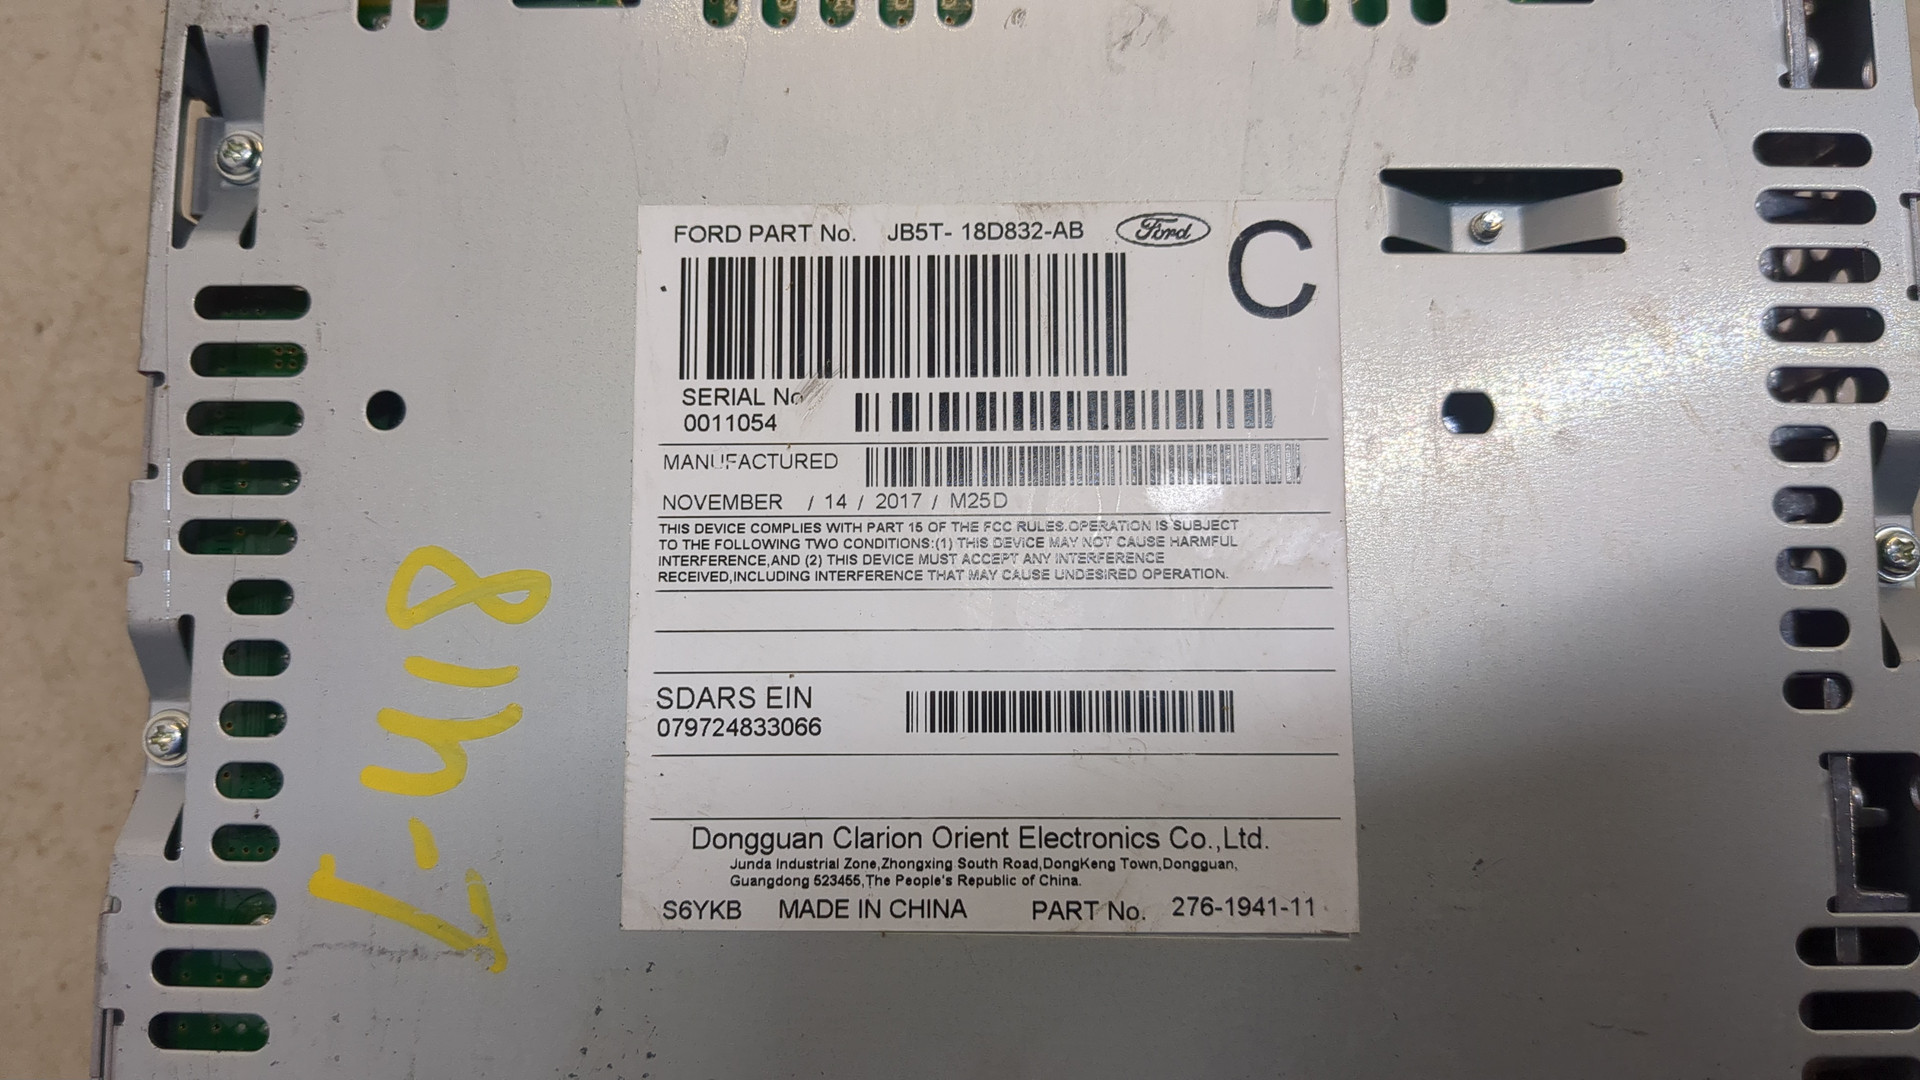 FORD PART No. JB5T- 18D832-AB Ford
C
SERIAL No
0011054
MANUFACTURED
NOVEMBER / 14 / 2017 / M25D
THIS DEVICE COMPLIES WITH PART 15 OF THE FCC RULES.OPERATION IS SUBJECT
TO THE FOLLOWING TWO CONDITIONS:(1) THIS DEVICE MAY NOT CAUSE HARMFUL
INTERFERENCE,AND (2) THIS DEVICE MUST ACCEPT ANY INTERFERENCE
RECEIVED,INCLUDING INTERFERENCE THAT MAY CAUSE UNDESIRED OPERATION.
SDARS EIN
079724833066
Dongguan Clarion Orient Electronics Co.,Ltd.
Junda Industrial Zone,Zhongxing South Road,DongKeng Town,Dongguan,
Guangdong 523455,The People's Republic of China.
S6YKB MADE IN CHINA PART No. 276-1941-11